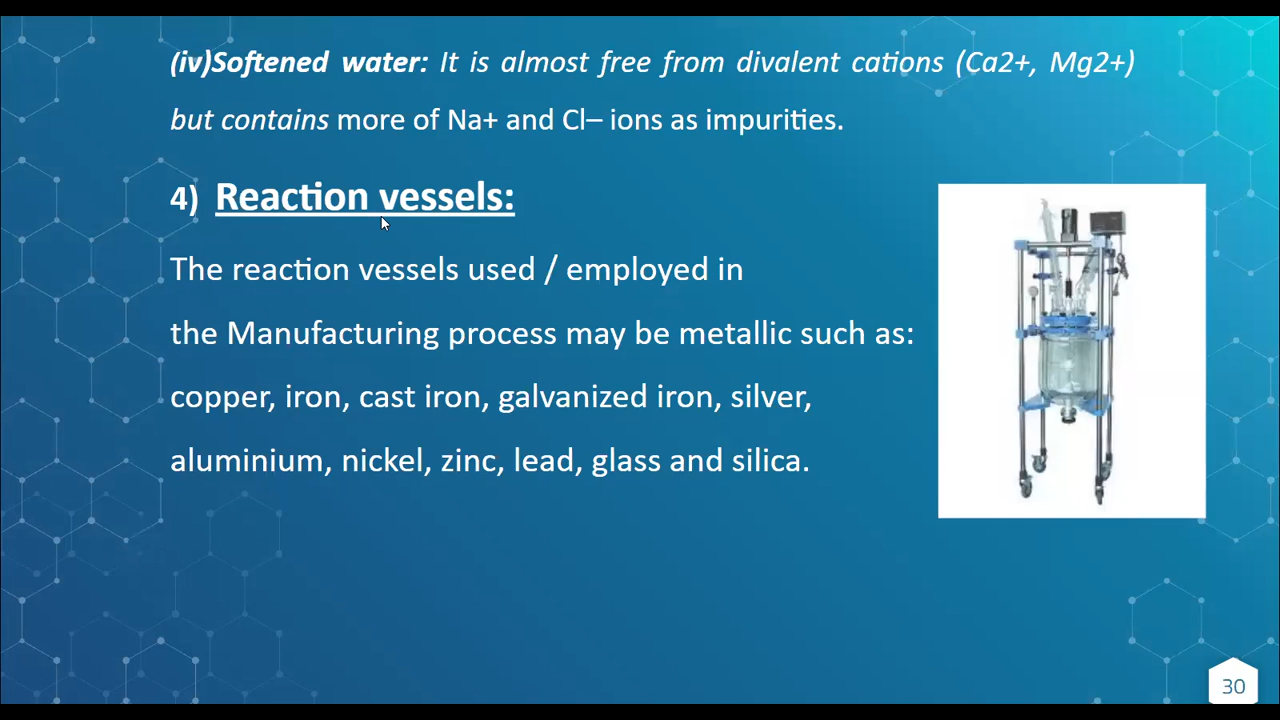 (iv)Softened water: It is almost free from divalent cations (Ca2+, Mg2+)
but contains more of Na+ and Cl– ions as impurities.
4) Reaction vessels:
The reaction vessels used / employed in
the Manufacturing process may be metallic such as:
copper, iron, cast iron, galvanized iron, silver,
aluminium, nickel, zinc, lead, glass and silica.
30